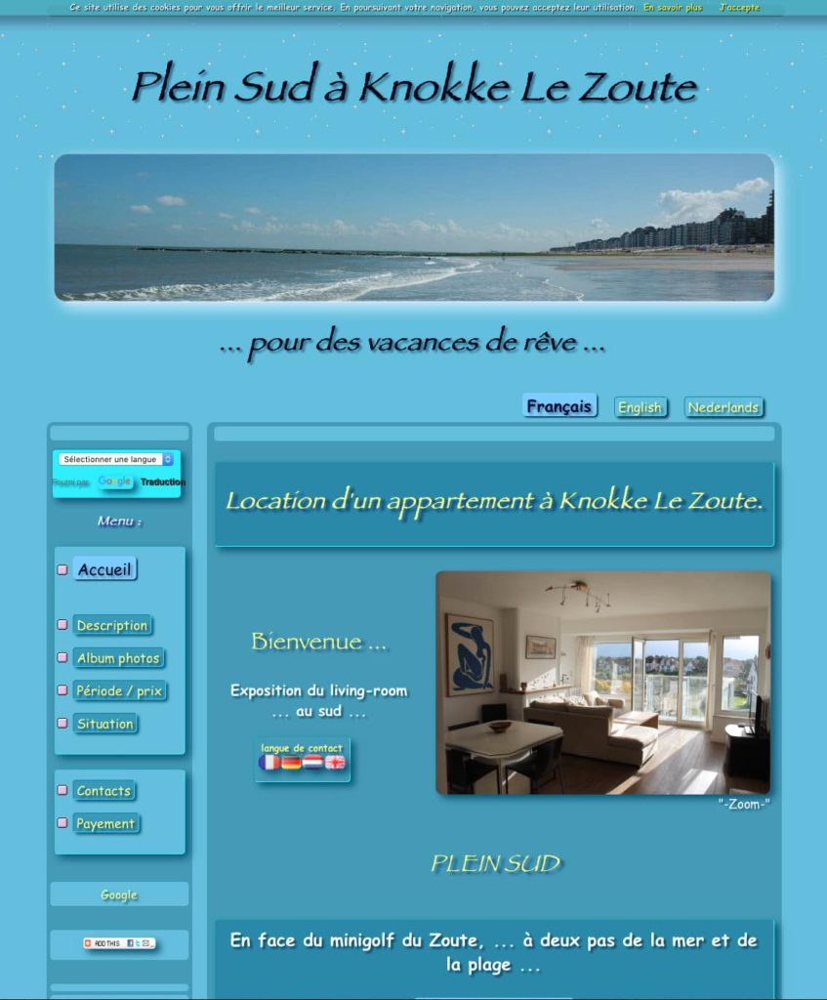 Ce site utilise des cookies pour vous offrir le meilleur service. En poursuivant votre navigation, vous pouvez acceptez leur utilisation. En savoir plus J'accepte
Plein Sud à Knokke Le Zoute
... pour des vacances de rêve ...
Français English Nederlands
Sélectionner une langue
Fourni par Google Traduction
Menu :
Accueil
Description
Album photos
Période / prix
Situation
Contacts
Payement
Google
ADD THIS
Location d'un appartement à Knokke Le Zoute.
Bienvenue ...
Exposition du living-room
... au sud ...
langue de contact
"-Zoom-"
PLEIN SUD
En face du minigolf du Zoute, ... à deux pas de la mer et de
la plage ...